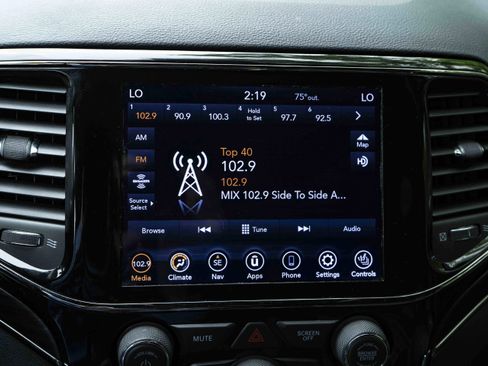 LO 2:19 75°out. LO
1 2 3 4 5 6
102.9 90.9 100.3 Hold to Set 97.7 92.5
AM
Map
FM
Top 40
102.9
102.9
MIX 102.9 Side To Side A...
Source
Select
Browse Tune Audio
102.9 SE
Media Climate Nav Apps Phone Settings Controls
MUTE SCREEN OFF
BROWSE
ENTER